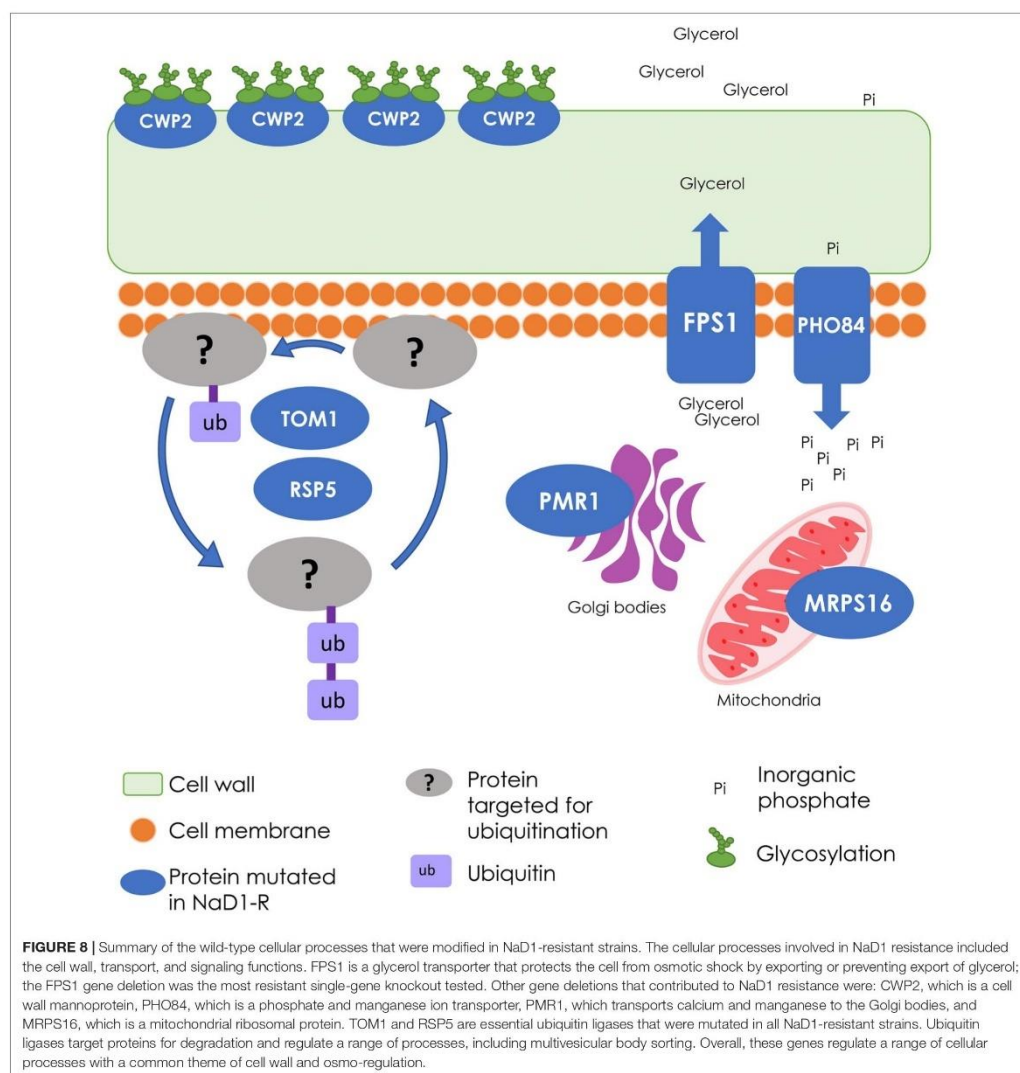 Glycerol
Glycerol
Glycerol
Pi
CWP2
CWP2
CWP2
CWP2
Glycerol
Pi
FPS1
PHO84
?
?
ub
TOM1
RSP5
Glycerol
Glycerol
Pi
Pi
Pi
Pi
Pi
Pi
?
ub
ub
PMR1
Golgi bodies
MRPS16
Mitochondria
Cell wall
Cell membrane
Protein mutated
in NaD1-R
?
Protein
targeted for
ubiquitination
ub
Ubiquitin
Pi
Inorganic
phosphate
Glycosylation
FIGURE 8 | Summary of the wild-type cellular processes that were modified in NaD1-resistant strains. The cellular processes involved in NaD1 resistance included
the cell wall, transport, and signaling functions. FPS1 is a glycerol transporter that protects the cell from osmotic shock by exporting or preventing export of glycerol;
the FPS1 gene deletion was the most resistant single-gene knockout tested. Other gene deletions that contributed to NaD1 resistance were: CWP2, which is a cell
wall mannoprotein, PHO84, which is a phosphate and manganese ion transporter, PMR1, which transports calcium and manganese to the Golgi bodies, and
MRPS16, which is a mitochondrial ribosomal protein. TOM1 and RSP5 are essential ubiquitin ligases that were mutated in all NaD1-resistant strains. Ubiquitin
ligases target proteins for degradation and regulate a range of processes, including multivesicular body sorting. Overall, these genes regulate a range of cellular
processes with a common theme of cell wall and osmo-regulation.